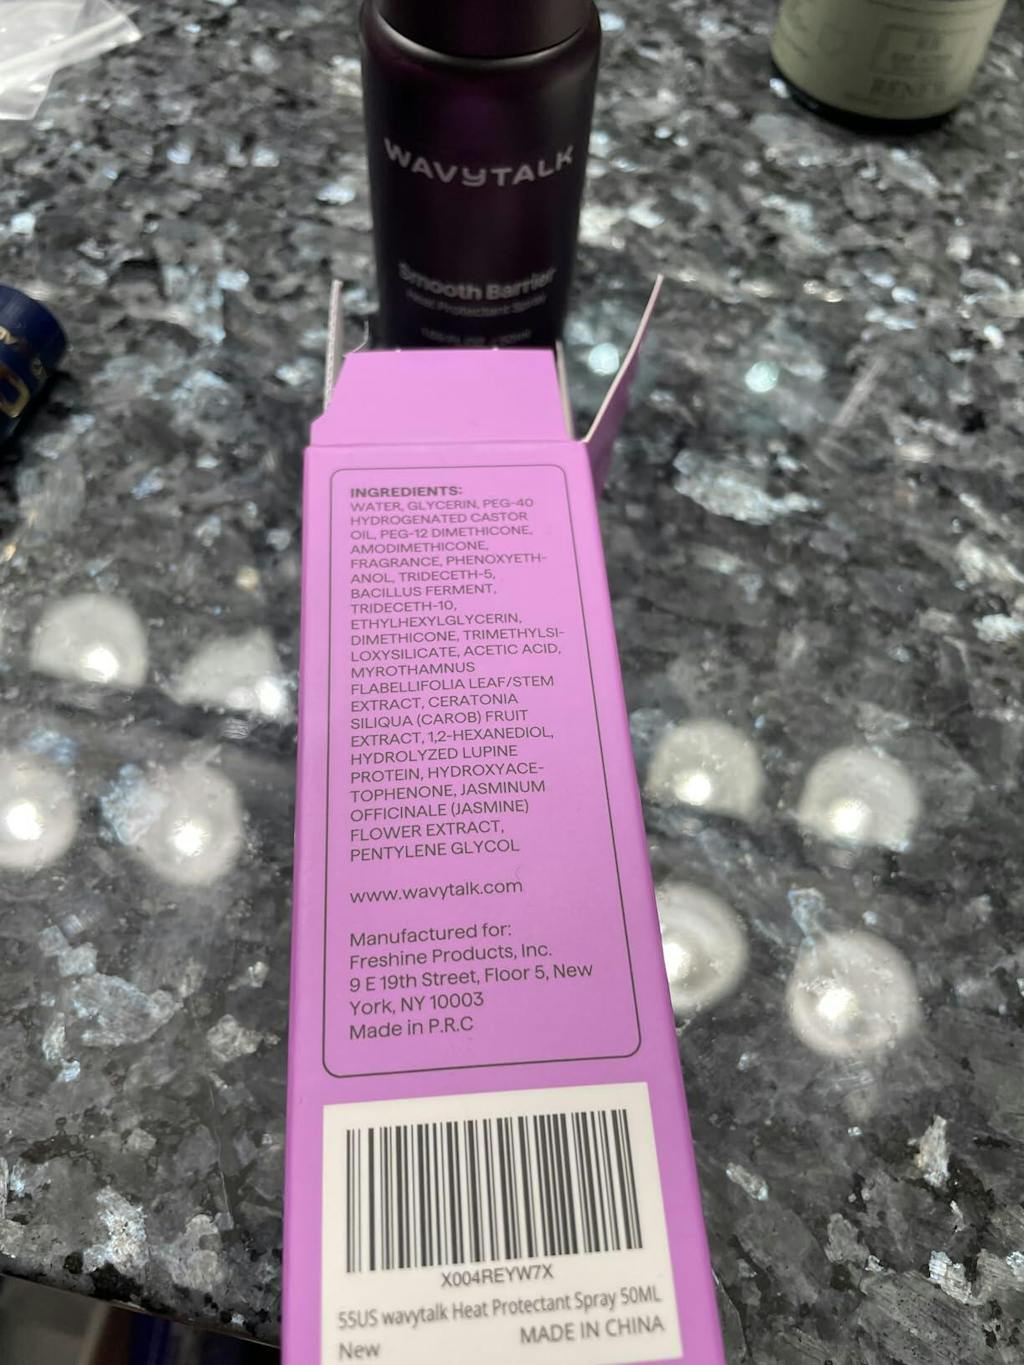 WAVYTALK
Smooth Barrier
Heat Protectant Spray
INGREDIENTS:
WATER, GLYCERIN, PEG-40
HYDROGENATED CASTOR
OIL, PEG-12 DIMETHICONE,
AMODIMETHICONE,
FRAGRANCE, PHENOXYETH-
ANOL, TRIDECETH-5,
BACILLUS FERMENT,
TRIDECETH-10,
ETHYLHEXYLGLYCERIN,
DIMETHICONE, TRIMETHYLSI-
LOXYSILICATE, ACETIC ACID,
MYROTHAMNUS
FLABELLIFOLIA LEAF/STEM
EXTRACT, CERATONIA
SILIQUA (CAROB) FRUIT
EXTRACT, 1,2-HEXANEDIOL,
HYDROLYZED LUPINE
PROTEIN, HYDROXYACE-
TOPHENONE, JASMINUM
OFFICINALE (JASMINE)
FLOWER EXTRACT,
PENTYLENE GLYCOL
www.wavytalk.com
Manufactured for:
Freshine Products, Inc.
9 E 19th Street, Floor 5, New
York, NY 10003
Made in P.R.C
X004REYW7X
55US wavytalk Heat Protectant Spray 50ML
New MADE IN CHINA